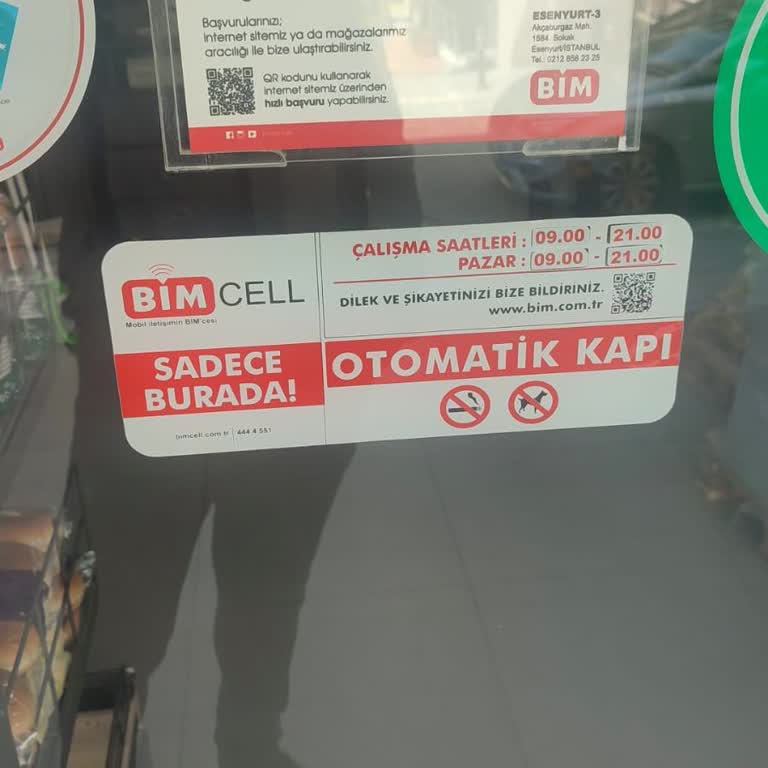 Başvurularınızı;
internet sitemiz ya da mağazalarımız
aracılığı ile bize ulaştırabilirsiniz.
QR kodunu kullanarak
internet sitemiz üzerinden
hızlı başvuru yapabilirsiniz.
ESENYURT-3
Akçaburgaz Mah.
1584. Sokak
Esenyurt/İSTANBUL
Tel.: 0212 858 23 25
BİM
BİMCELL
Mobil iletişimin BİM'cesi
SADECE
BURADA!
bimcell.com.tr | 444 4 551
ÇALIŞMA SAATLERİ : 09.00 - 21.00
PAZAR : 09.00 - 21.00
DİLEK VE ŞİKAYETİNİZİ BİZE BİLDİRİNİZ.
www.bim.com.tr
OTOMATİK KAPI